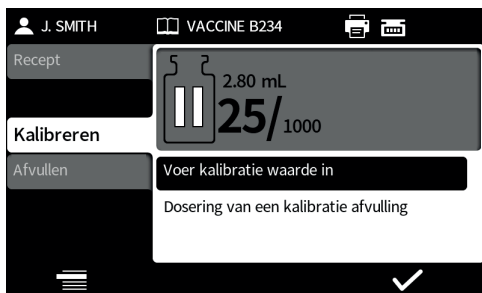 J. SMITH
VACCINE B234
Recept
Kalibreren
Afvullen
2.80 mL
25/1000
Voer kalibratie waarde in
Dosering van een kalibratie afvulling